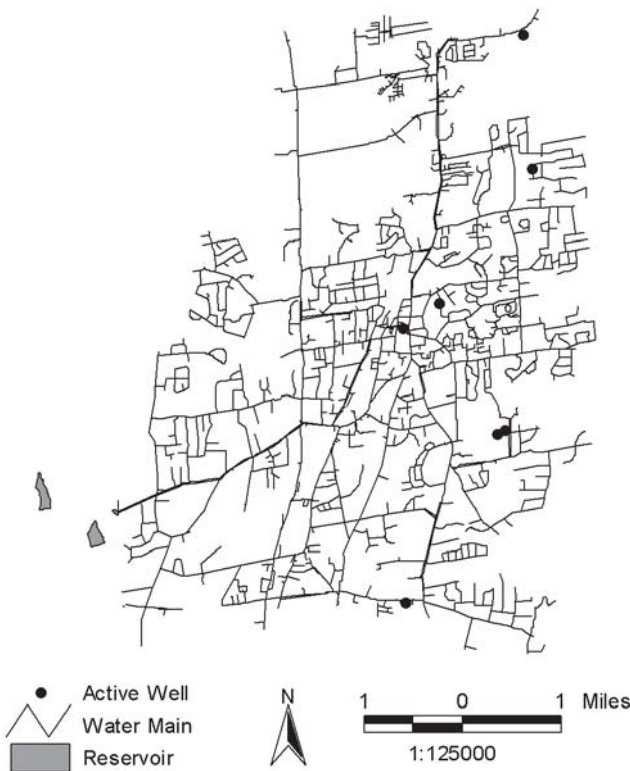 Active Well
Water Main
Reservoir
N
1 0 1 Miles
1:125000